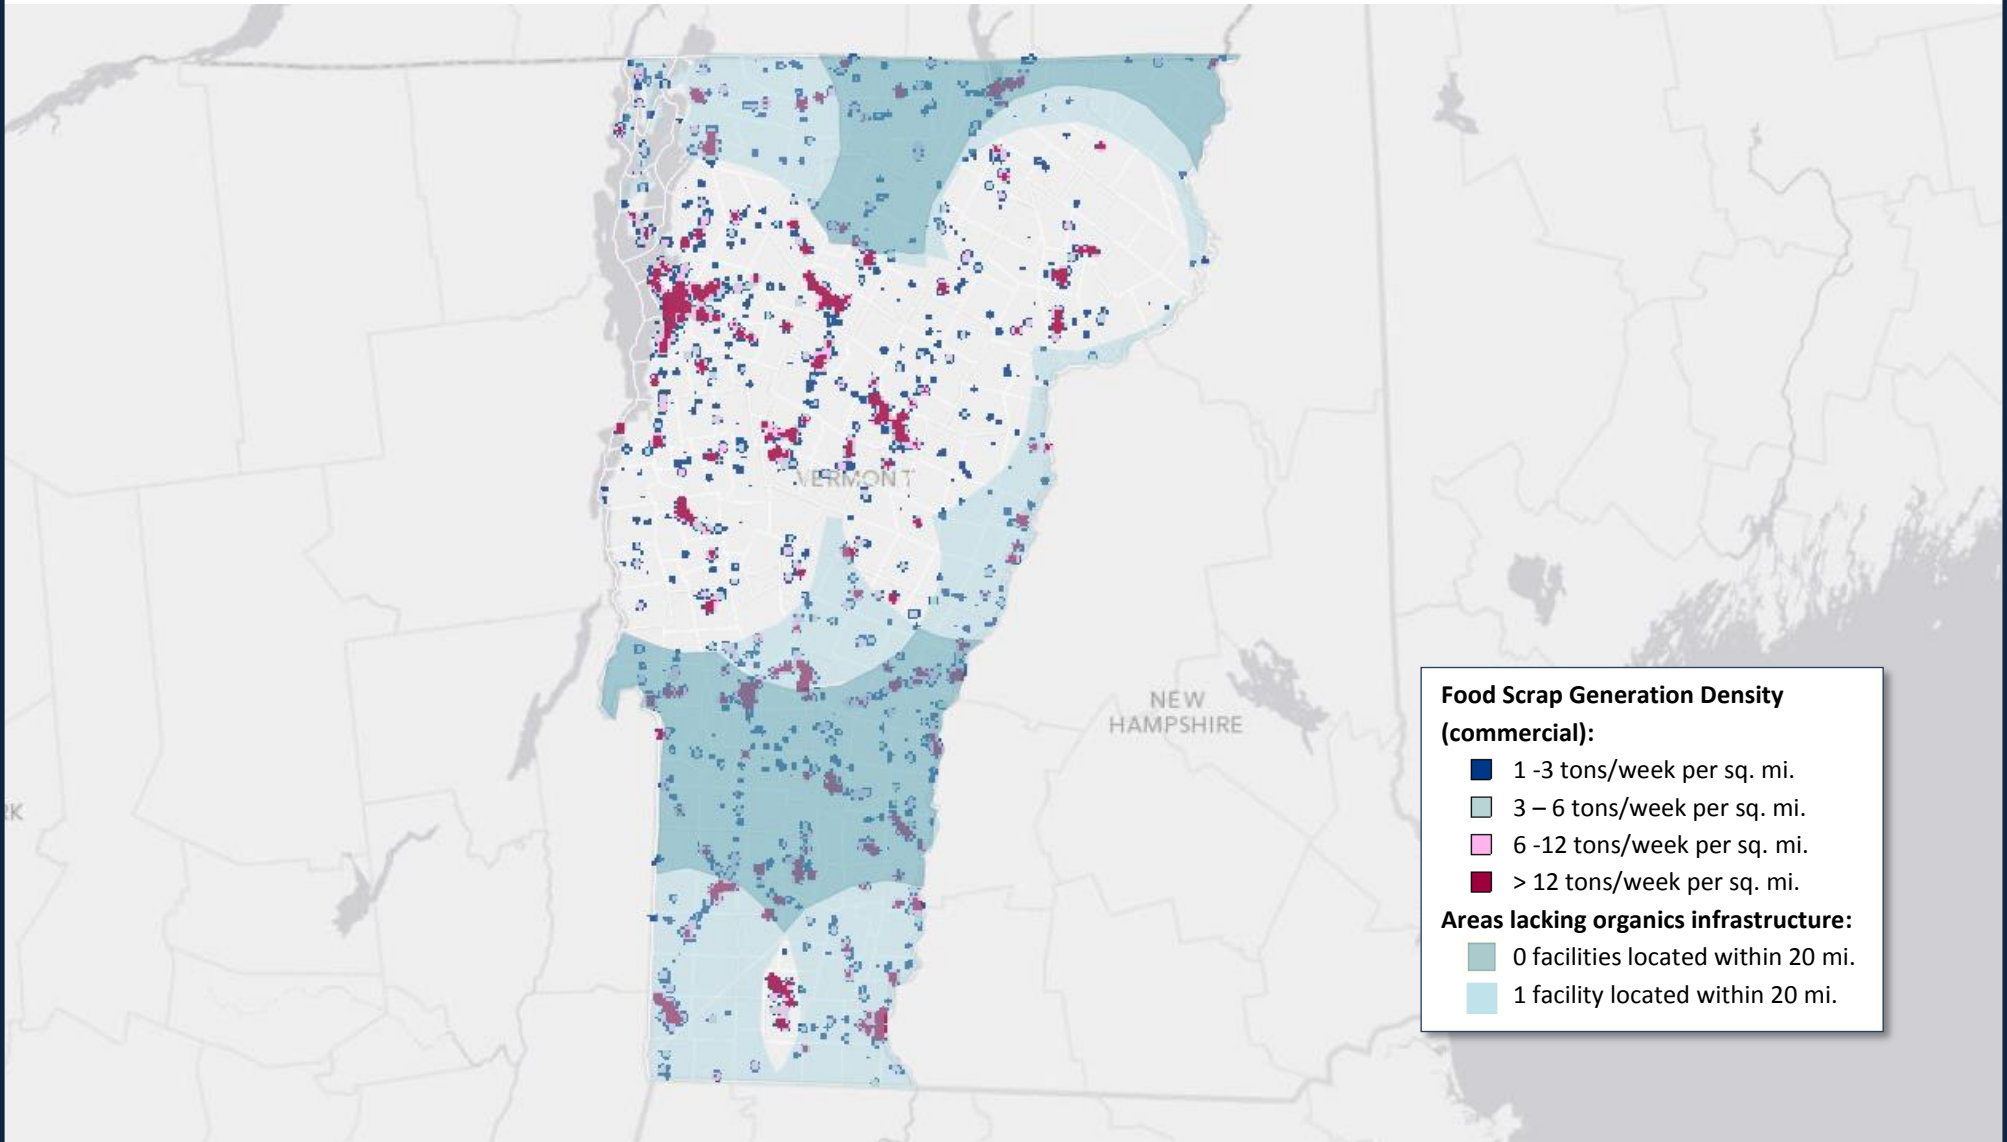 VERMONT
NEW
HAMPSHIRE
RK
Food Scrap Generation Density
(commercial):
1 -3 tons/week per sq. mi.
3 – 6 tons/week per sq. mi.
6 -12 tons/week per sq. mi.
> 12 tons/week per sq. mi.
Areas lacking organics infrastructure:
0 facilities located within 20 mi.
1 facility located within 20 mi.